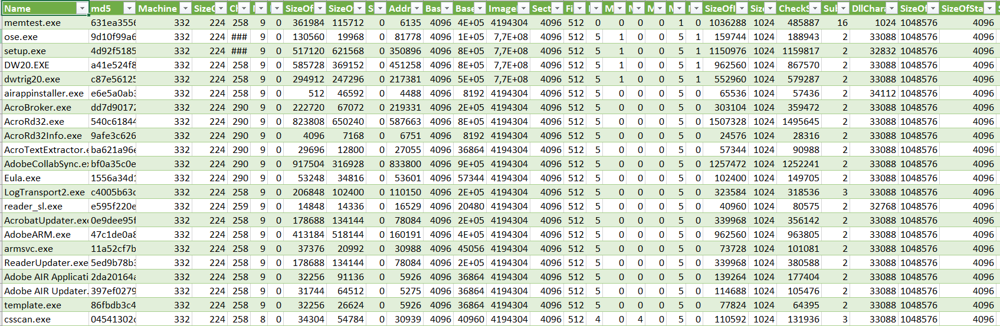 Name md5 Machine SizeO Ch SizeOf SizeO S Addr Bas Base Image Sect Fi M M M M SizeOfI Size CheckS Sub DllChara SizeOf SizeOfSta
memtest.exe 631ea3556 332 224 258 9 0 361984 115712 0 6135 4096 4E+05 4194304 4096 512 0 0 0 0 1 0 1036288 1024 485887 16 1024 1048576 4096
ose.exe 9d10f99a6 332 224 ### 9 0 130560 19968 0 81778 4096 1E+05 7,7E+08 4096 512 5 1 0 0 5 1 159744 1024 188943 2 33088 1048576 4096
setup.exe 4d92f5185 332 224 ### 9 0 517120 621568 0 350896 4096 8E+05 7,7E+08 4096 512 5 1 0 0 5 1 1150976 1024 1159817 2 32832 1048576 4096
DW20.EXE a41e524f8 332 224 258 9 0 585728 369152 0 451258 4096 8E+05 7,7E+08 4096 512 5 1 0 0 5 1 962560 1024 867570 2 33088 1048576 4096
dwtrig20.exe c87e56125 332 224 258 9 0 294912 247296 0 217381 4096 5E+05 7,7E+08 4096 512 5 1 0 0 5 1 552960 1024 579287 2 33088 1048576 4096
airappinstaller.exe e6e5a0ab3 332 224 258 9 0 512 46592 0 4488 4096 8192 4194304 4096 512 5 0 0 0 5 0 65536 1024 57436 2 34112 1048576 4096
AcroBroker.exe dd7d90172 332 224 290 9 0 222720 67072 0 219331 4096 2E+05 4194304 4096 512 5 0 0 0 5 0 303104 1024 359472 2 33088 1048576 4096
AcroRd32.exe 540c61844 332 224 290 9 0 823808 650240 0 587663 4096 8E+05 4194304 4096 512 5 0 0 0 5 0 1507328 1024 1495645 2 33088 1048576 4096
AcroRd32Info.exe 9afe3c626 332 224 290 9 0 4096 7168 0 6751 4096 8192 4194304 4096 512 5 0 0 0 5 0 24576 1024 28316 2 33088 1048576 4096
AcroTextExtractor.e ba621a96e 332 224 290 9 0 29696 12800 0 27055 4096 36864 4194304 4096 512 5 0 0 0 5 0 57344 1024 90988 2 33088 1048576 4096
AdobeCollabSync.ex bf0a35c0e 332 224 290 9 0 917504 316928 0 833800 4096 9E+05 4194304 4096 512 5 0 0 0 5 0 1257472 1024 1252241 2 33088 1048576 4096
Eula.exe 1556a34d1 332 224 290 9 0 53248 34816 0 53601 4096 57344 4194304 4096 512 5 0 0 0 5 0 102400 1024 149705 2 33088 1048576 4096
LogTransport2.exe c4005b63c 332 224 258 9 0 206848 102400 0 110150 4096 2E+05 4194304 4096 512 5 0 0 0 5 0 323584 1024 318536 3 33088 1048576 4096
reader_sl.exe e595f220e 332 224 259 9 0 14848 14336 0 16529 4096 20480 4194304 4096 512 5 0 0 0 5 0 40960 1024 80575 2 32768 1048576 4096
AcrobatUpdater.exe 0e9dee95f 332 224 258 9 0 178688 134144 0 78084 4096 2E+05 4194304 4096 512 5 0 0 0 5 0 339968 1024 356142 2 33088 1048576 4096
AdobeARM.exe 47c1de0a8 332 224 258 9 0 413184 518144 0 160191 4096 4E+05 4194304 4096 512 5 0 0 0 5 0 962560 1024 963805 2 33088 1048576 4096
armsvc.exe 11a52cf7b 332 224 258 9 0 37376 20992 0 30988 4096 45056 4194304 4096 512 5 0 0 0 5 0 73728 1024 101081 2 33088 1048576 4096
ReaderUpdater.exe 5ed9b78b3 332 224 258 9 0 178688 134144 0 78084 4096 2E+05 4194304 4096 512 5 0 0 0 5 0 339968 1024 380588 2 33088 1048576 4096
Adobe AIR Applicati 2da20164a 332 224 258 9 0 32256 91136 0 5926 4096 36864 4194304 4096 512 5 0 0 0 5 0 139264 1024 177404 2 33088 1048576 4096
Adobe AIR Updater. 397ef0279 332 224 258 9 0 31744 64512 0 5275 4096 36864 4194304 4096 512 5 0 0 0 5 0 114688 1024 105476 2 33088 1048576 4096
template.exe 86fbdb3c4 332 224 258 9 0 32256 26624 0 5926 4096 36864 4194304 4096 512 5 0 0 0 5 0 77824 1024 64395 2 33088 1048576 4096
csscan.exe 04541302c 332 224 258 8 0 34304 54784 0 30939 4096 40960 4194304 4096 512 4 0 4 0 5 0 110592 1024 131936 3 33088 1048576 4096